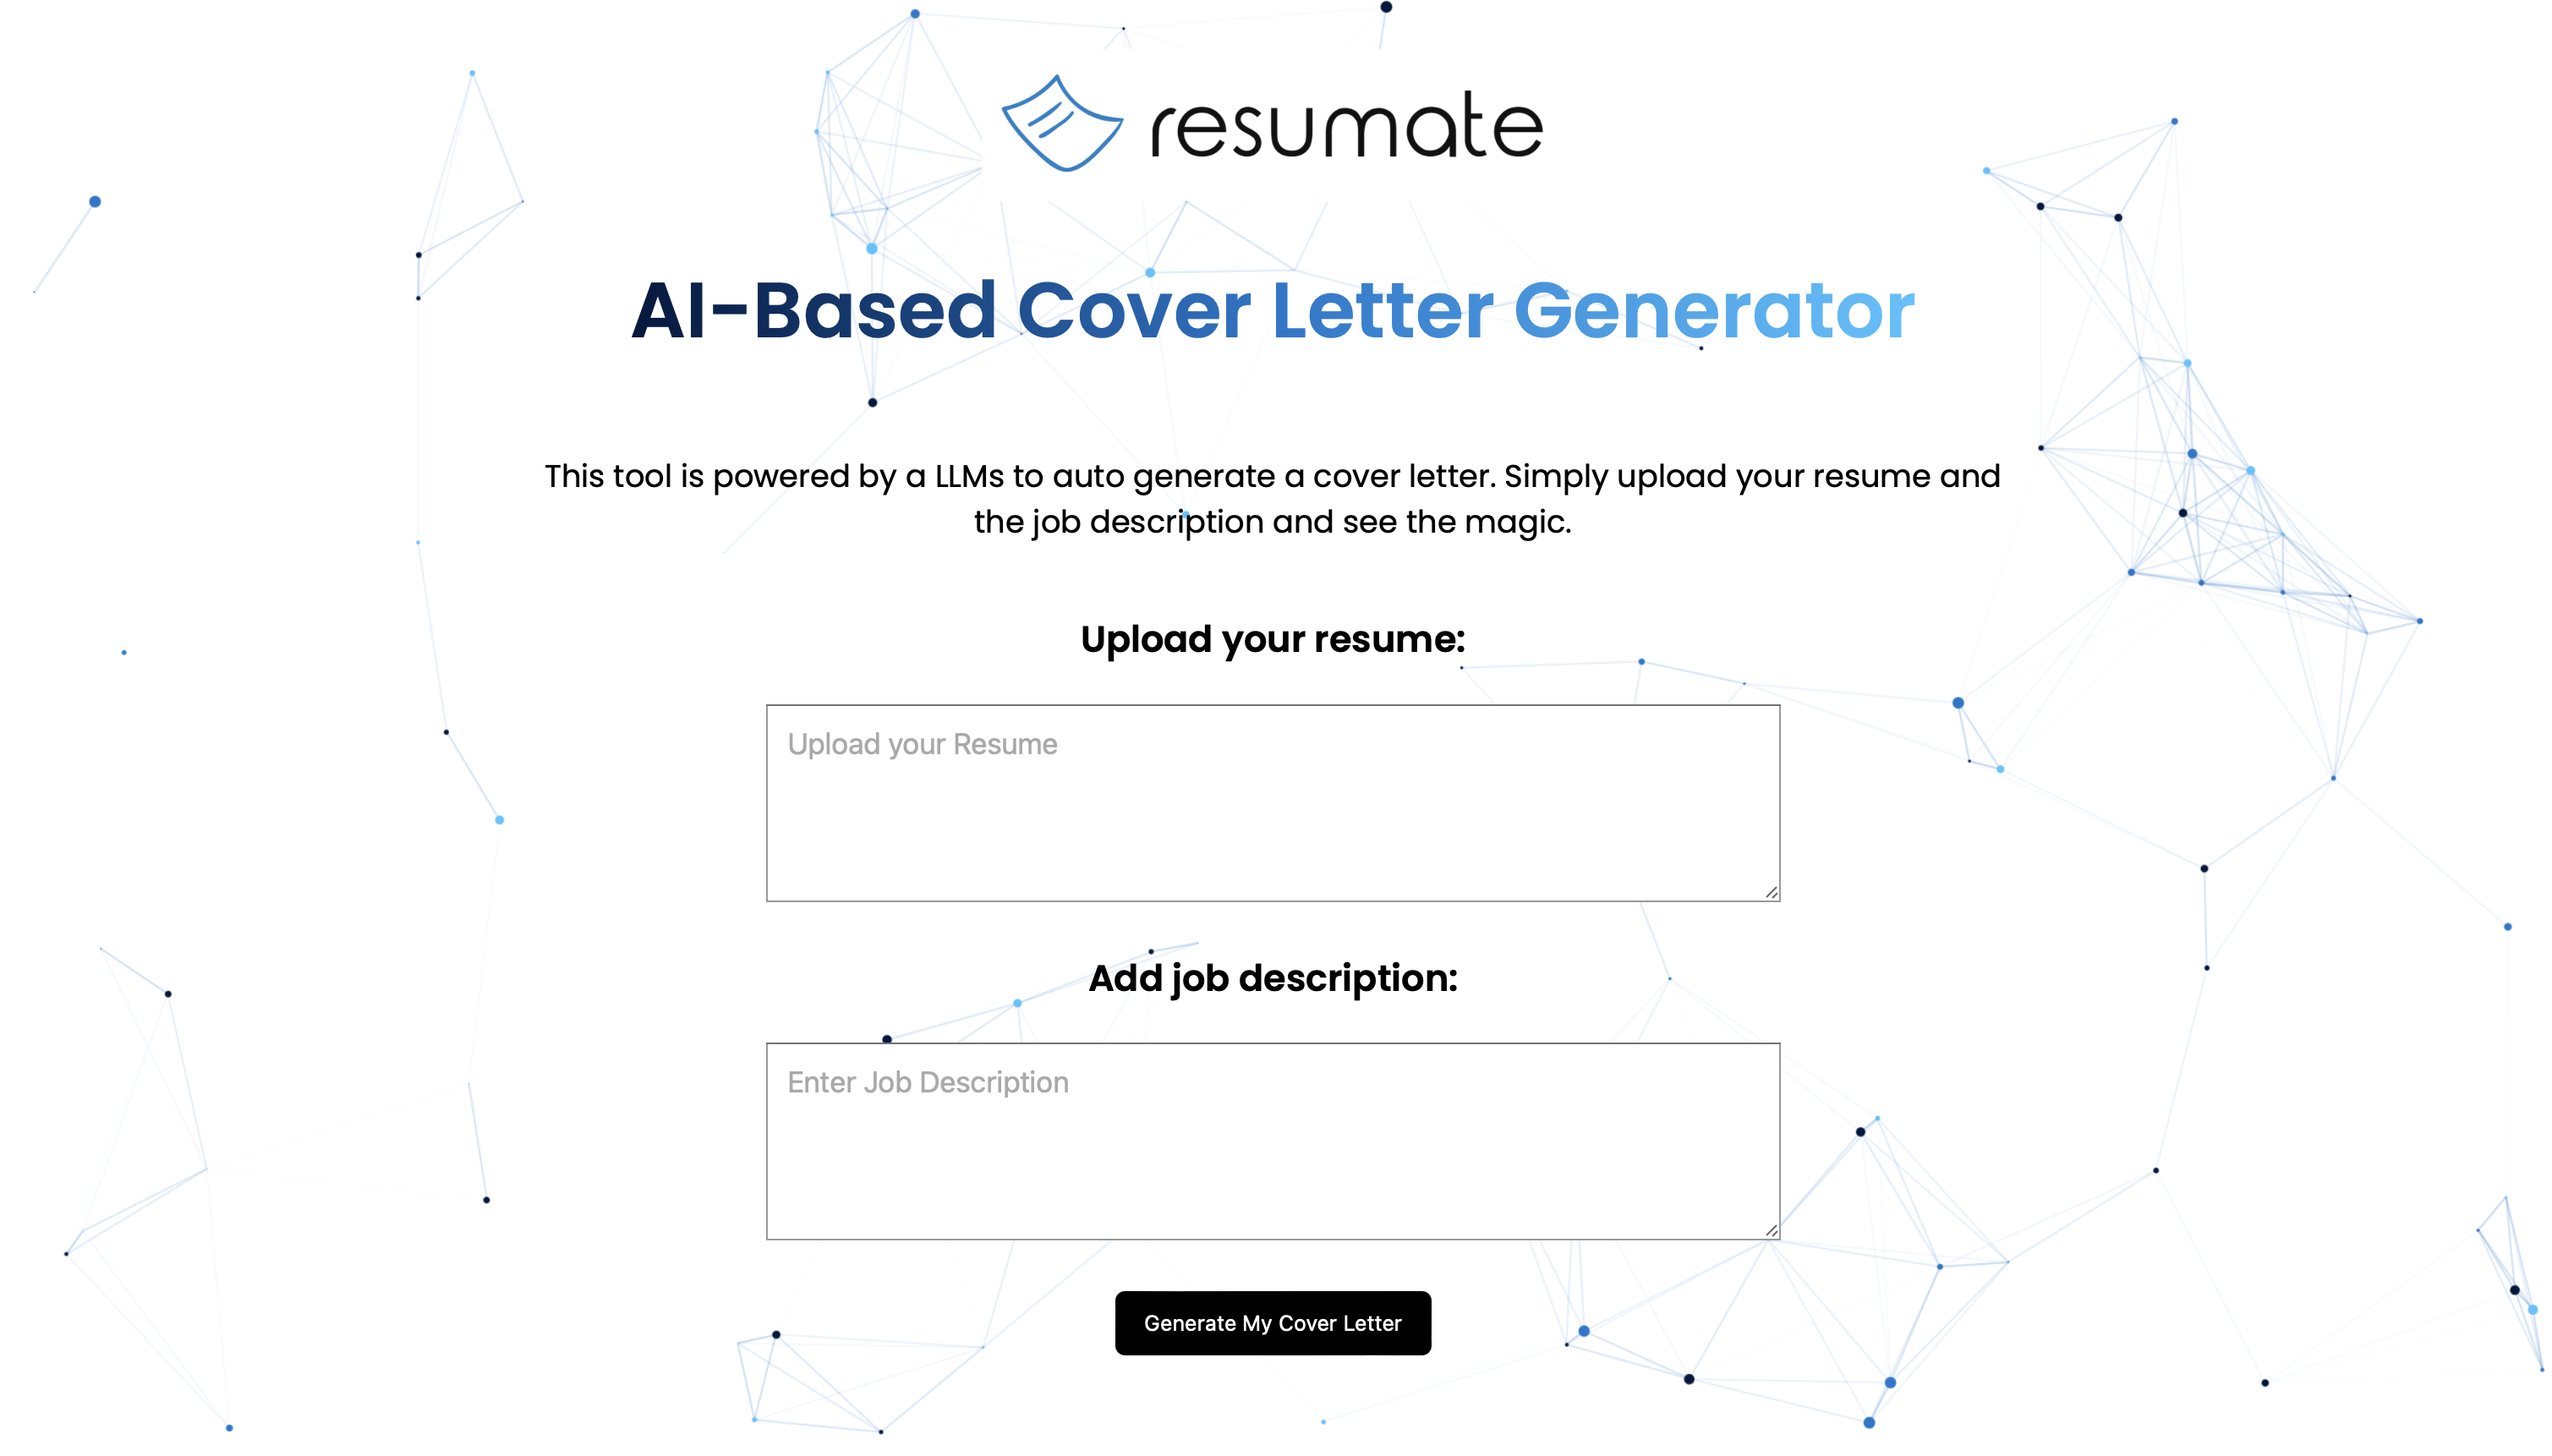 resumate
AI-Based Cover Letter Generator
This tool is powered by a LLMs to auto generate a cover letter. Simply upload your resume and
the job description and see the magic.
Upload your resume:
Upload your Resume
Add job description:
Enter Job Description
Generate My Cover Letter